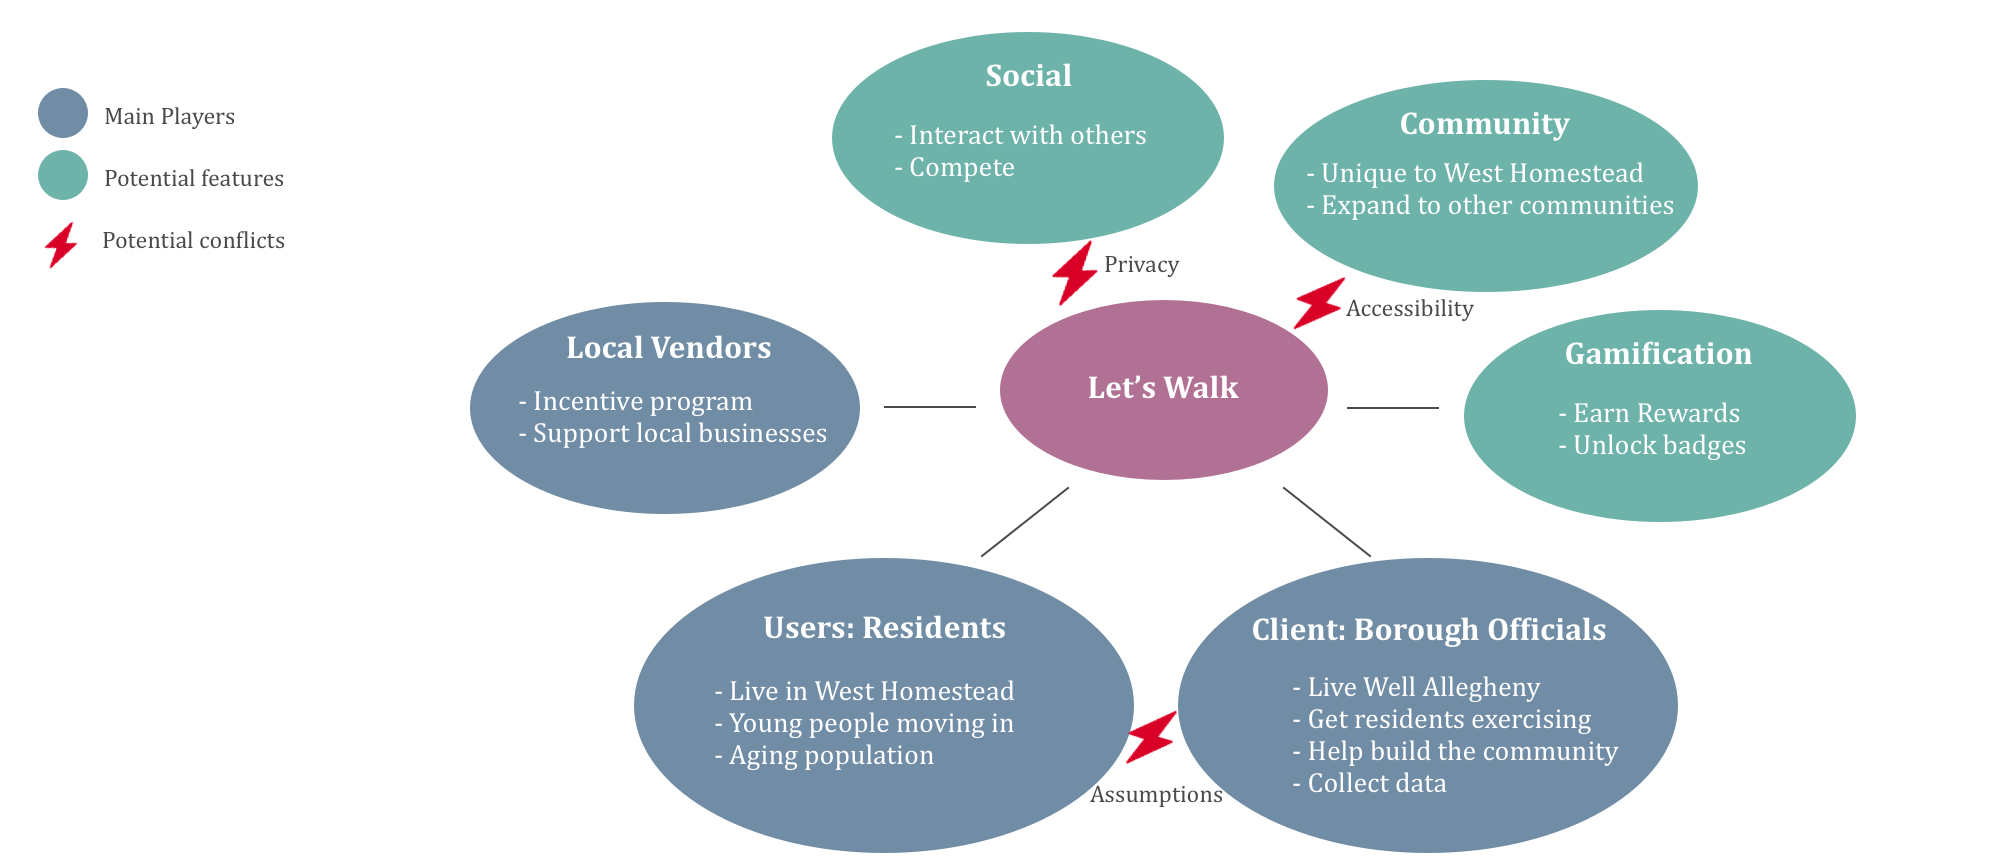 Main Players
Potential features
Potential conflicts
Social
- Interact with others
- Compete
Community
- Unique to West Homestead
- Expand to other communities
Privacy
Accessibility
Local Vendors
- Incentive program
- Support local businesses
Let’s Walk
Gamification
- Earn Rewards
- Unlock badges
Users: Residents
- Live in West Homestead
- Young people moving in
- Aging population
Client: Borough Officials
- Live Well Allegheny
- Get residents exercising
- Help build the community
- Collect data
Assumptions